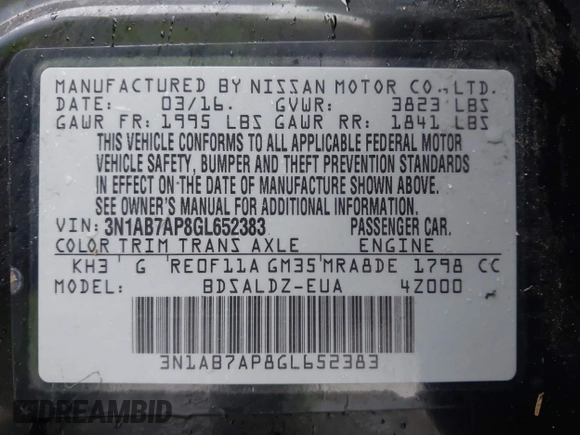 MANUFACTURED BY NISSAN MOTOR CO., LTD.
DATE: 03/16. GVWR: 3823 LBS
GAWR FR: 1995 LBS GAWR RR: 1841 LBS
THIS VEHICLE CONFORMS TO ALL APPLICABLE FEDERAL MOTOR
VEHICLE SAFETY, BUMPER AND THEFT PREVENTION STANDARDS
IN EFFECT ON THE DATE OF MANUFACTURE SHOWN ABOVE.
SEE OWNER'S MANUAL FOR ADDITIONAL INFORMATION.
VIN: 3N1AB7AP8GL652383 PASSENGER CAR.
COLOR TRIM TRANS AXLE ENGINE
KH3 G RE0F11A GM35 MRA8DE 1798 CC
MODEL: BDSALDZ-EUA 4Z000
3N1AB7AP8GL652383
DREAMBID